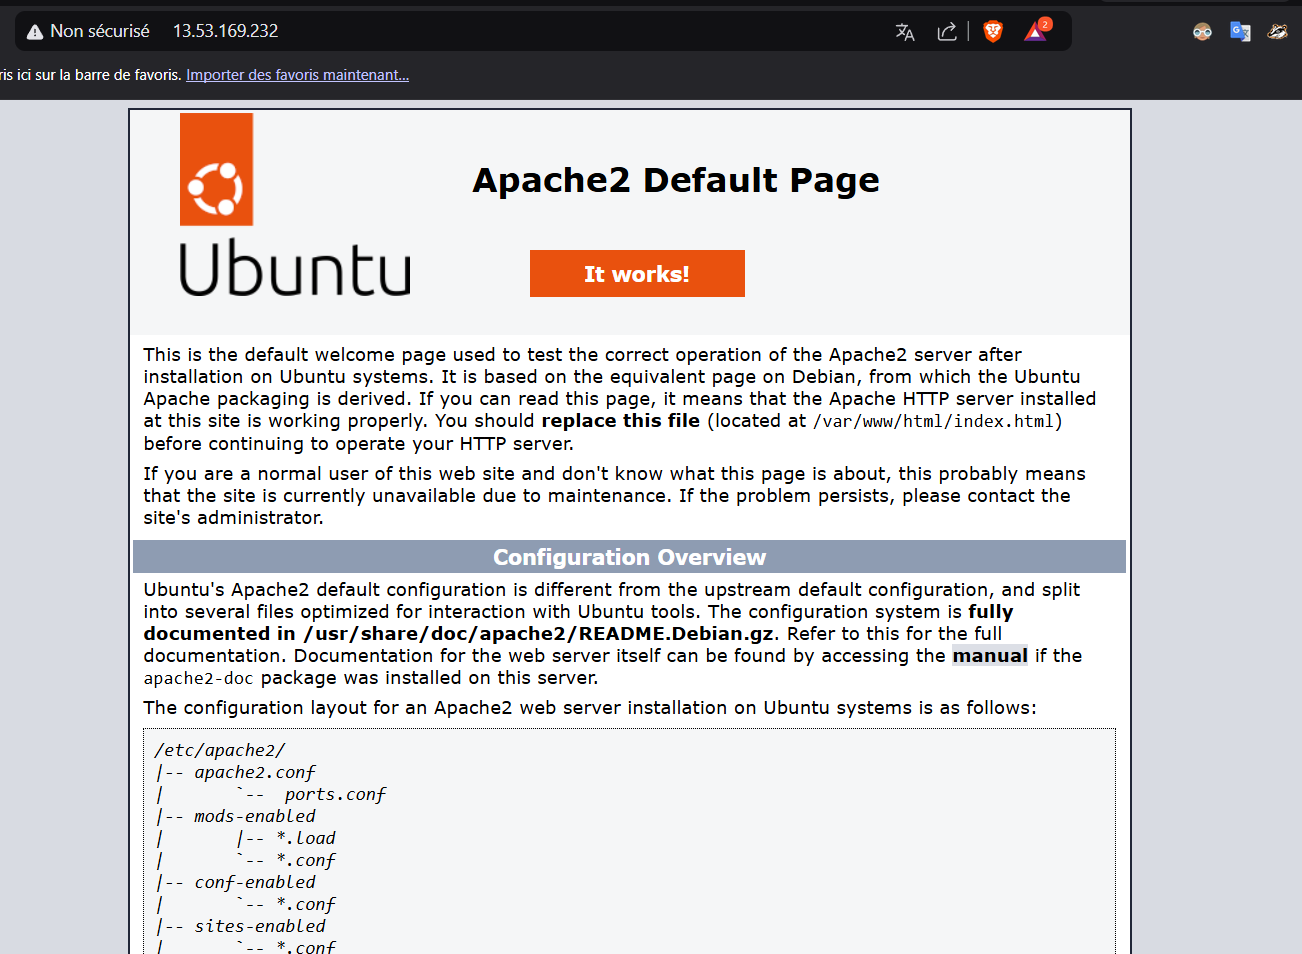 Non sécurisé 13.53.169.232
2
ris ici sur la barre de favoris. Importer des favoris maintenant...
Ubuntu
Apache2 Default Page
It works!
This is the default welcome page used to test the correct operation of the Apache2 server after
installation on Ubuntu systems. It is based on the equivalent page on Debian, from which the Ubuntu
Apache packaging is derived. If you can read this page, it means that the Apache HTTP server installed
at this site is working properly. You should replace this file (located at /var/www/html/index.html)
before continuing to operate your HTTP server.
If you are a normal user of this web site and don't know what this page is about, this probably means
that the site is currently unavailable due to maintenance. If the problem persists, please contact the
site's administrator.
Configuration Overview
Ubuntu's Apache2 default configuration is different from the upstream default configuration, and split
into several files optimized for interaction with Ubuntu tools. The configuration system is fully
documented in /usr/share/doc/apache2/README.Debian.gz. Refer to this for the full
documentation. Documentation for the web server itself can be found by accessing the manual if the
apache2-doc package was installed on this server.
The configuration layout for an Apache2 web server installation on Ubuntu systems is as follows:
/etc/apache2/
|-- apache2.conf
|       `--  ports.conf
|-- mods-enabled
|       |-- *.load
|       `-- *.conf
|-- conf-enabled
|       `-- *.conf
|-- sites-enabled
|       `-- *.conf